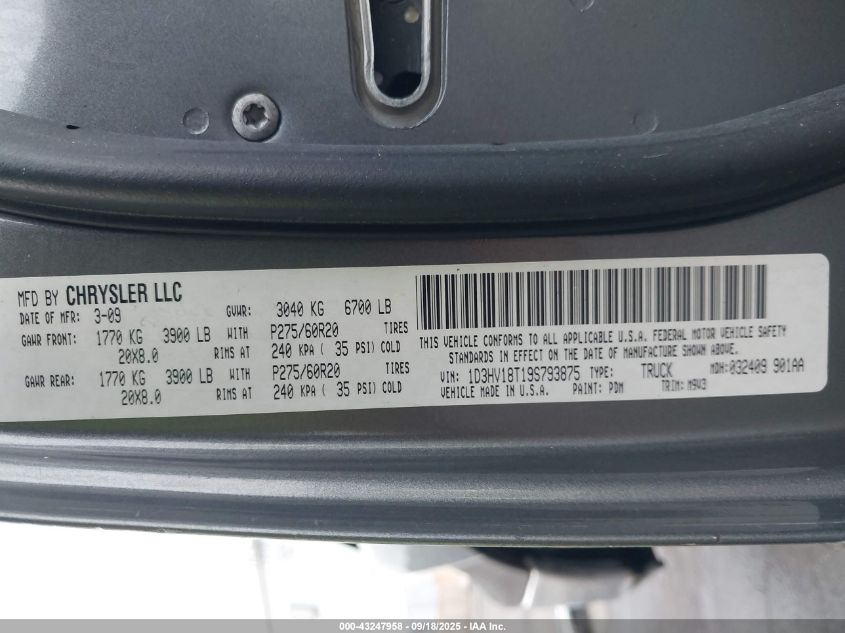 MFD BY CHRYSLER LLC
DATE OF MFR: 3-09 GVWR: 3040 KG 6700 LB
GAWR FRONT: 1770 KG 3900 LB WITH P275/60R20 TIRES
20X8.0 RIMS AT 240 KPA ( 35 PSI) COLD
GAWR REAR: 1770 KG 3900 LB WITH P275/60R20 TIRES
20X8.0 RIMS AT 240 KPA ( 35 PSI) COLD
THIS VEHICLE CONFORMS TO ALL APPLICABLE U.S.A. FEDERAL MOTOR VEHICLE SAFETY
STANDARDS IN EFFECT ON THE DATE OF MANUFACTURE SHOWN ABOVE.
VIN: 1D3HV18T19S793875 TYPE: TRUCK MDH: 032409 901AA
VEHICLE MADE IN U.S.A. PAINT: PDM TRIM: M9V3
000-43247958 - 09/18/2025 - IAA Inc.